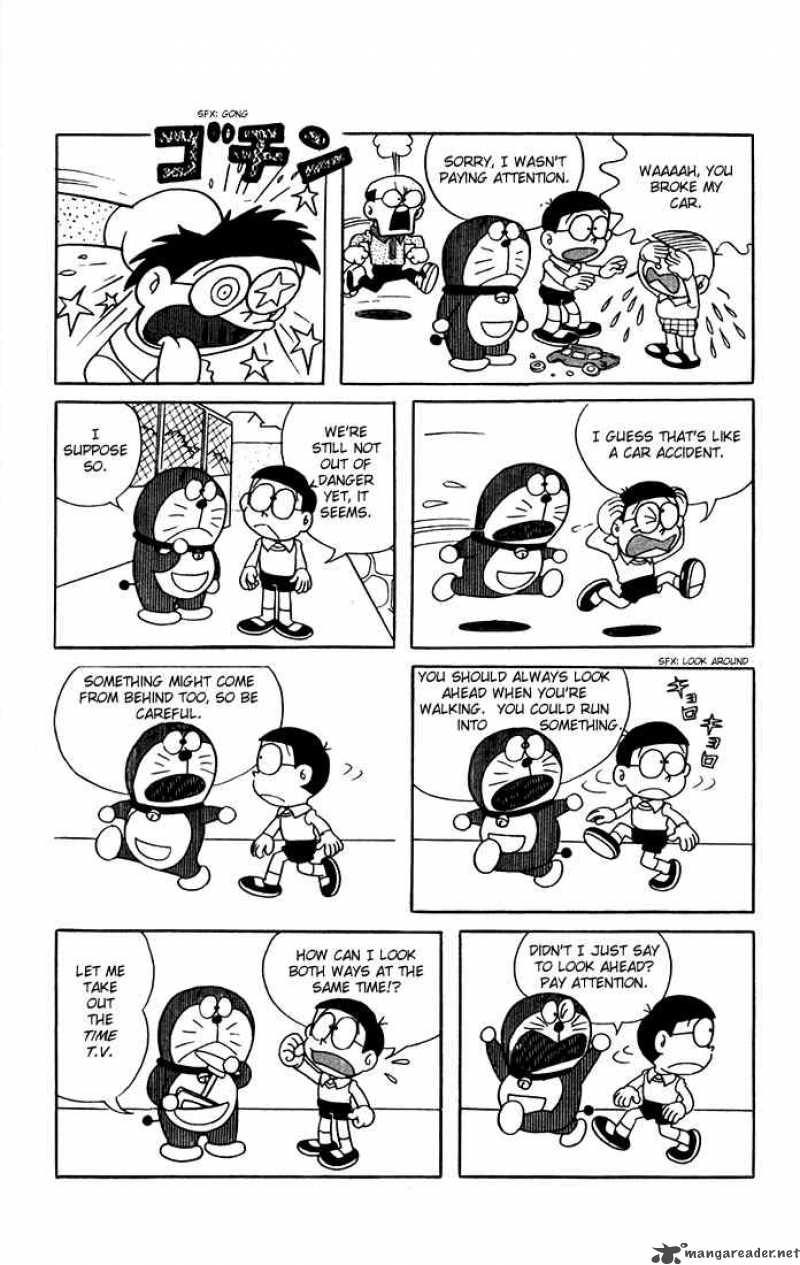 WAAAAH, YOU
BROKE MY
CAR.
SORRY, I WASN'T
PAYING ATTENTION.
SFX: GONG
ゴチン
I GUESS THAT'S LIKE
A CAR ACCIDENT.
WE'RE
STILL NOT
OUT OF
DANGER
YET, IT
SEEMS.
I
SUPPOSE
SO.
SFX: LOOK AROUND
キョロ
キョロ
YOU SHOULD ALWAYS LOOK
AHEAD WHEN YOU'RE
WALKING. YOU COULD RUN
INTO SOMETHING.
SOMETHING MIGHT COME
FROM BEHIND TOO, SO BE
CAREFUL.
DIDN'T I JUST SAY
TO LOOK AHEAD?
PAY ATTENTION.
HOW CAN I LOOK
BOTH WAYS AT THE
SAME TIME!?
LET ME
TAKE
OUT
THE
TIME
T.V.
mangareader.net